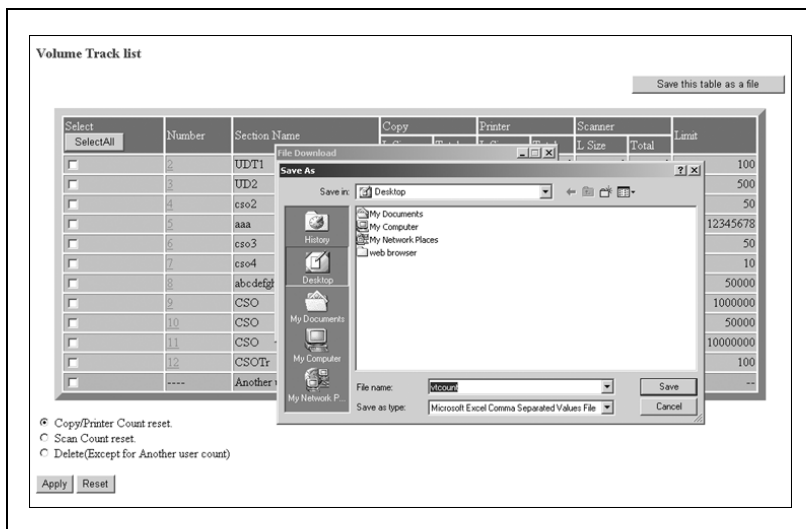 Volume Track list
Save this table as a file
Select
SelectAll
Number
Section Name
Copy
Printer
Scanner
L Size
Total
Limit
File Download
Save As
2 UDT1 100
3 UD2 500
4 cso2 50
5 aaa 12345678
6 cso3 50
7 cso4 10
8 50000
9 CSO 1000000
10 CSO 50000
11 CSO 10000000
12 CSOTr 100
---- Another --
Save in: Desktop
History
Desktop
My Documents
My Computer
My Network P...
My Documents
My Computer
My Network Places
web browser
File name: vtcount
Save
Save as type: Microsoft Excel Comma Separated Values File
Cancel
Copy/Printer Count reset.
Scan Count reset.
Delete(Except for Another user count)
Apply Reset